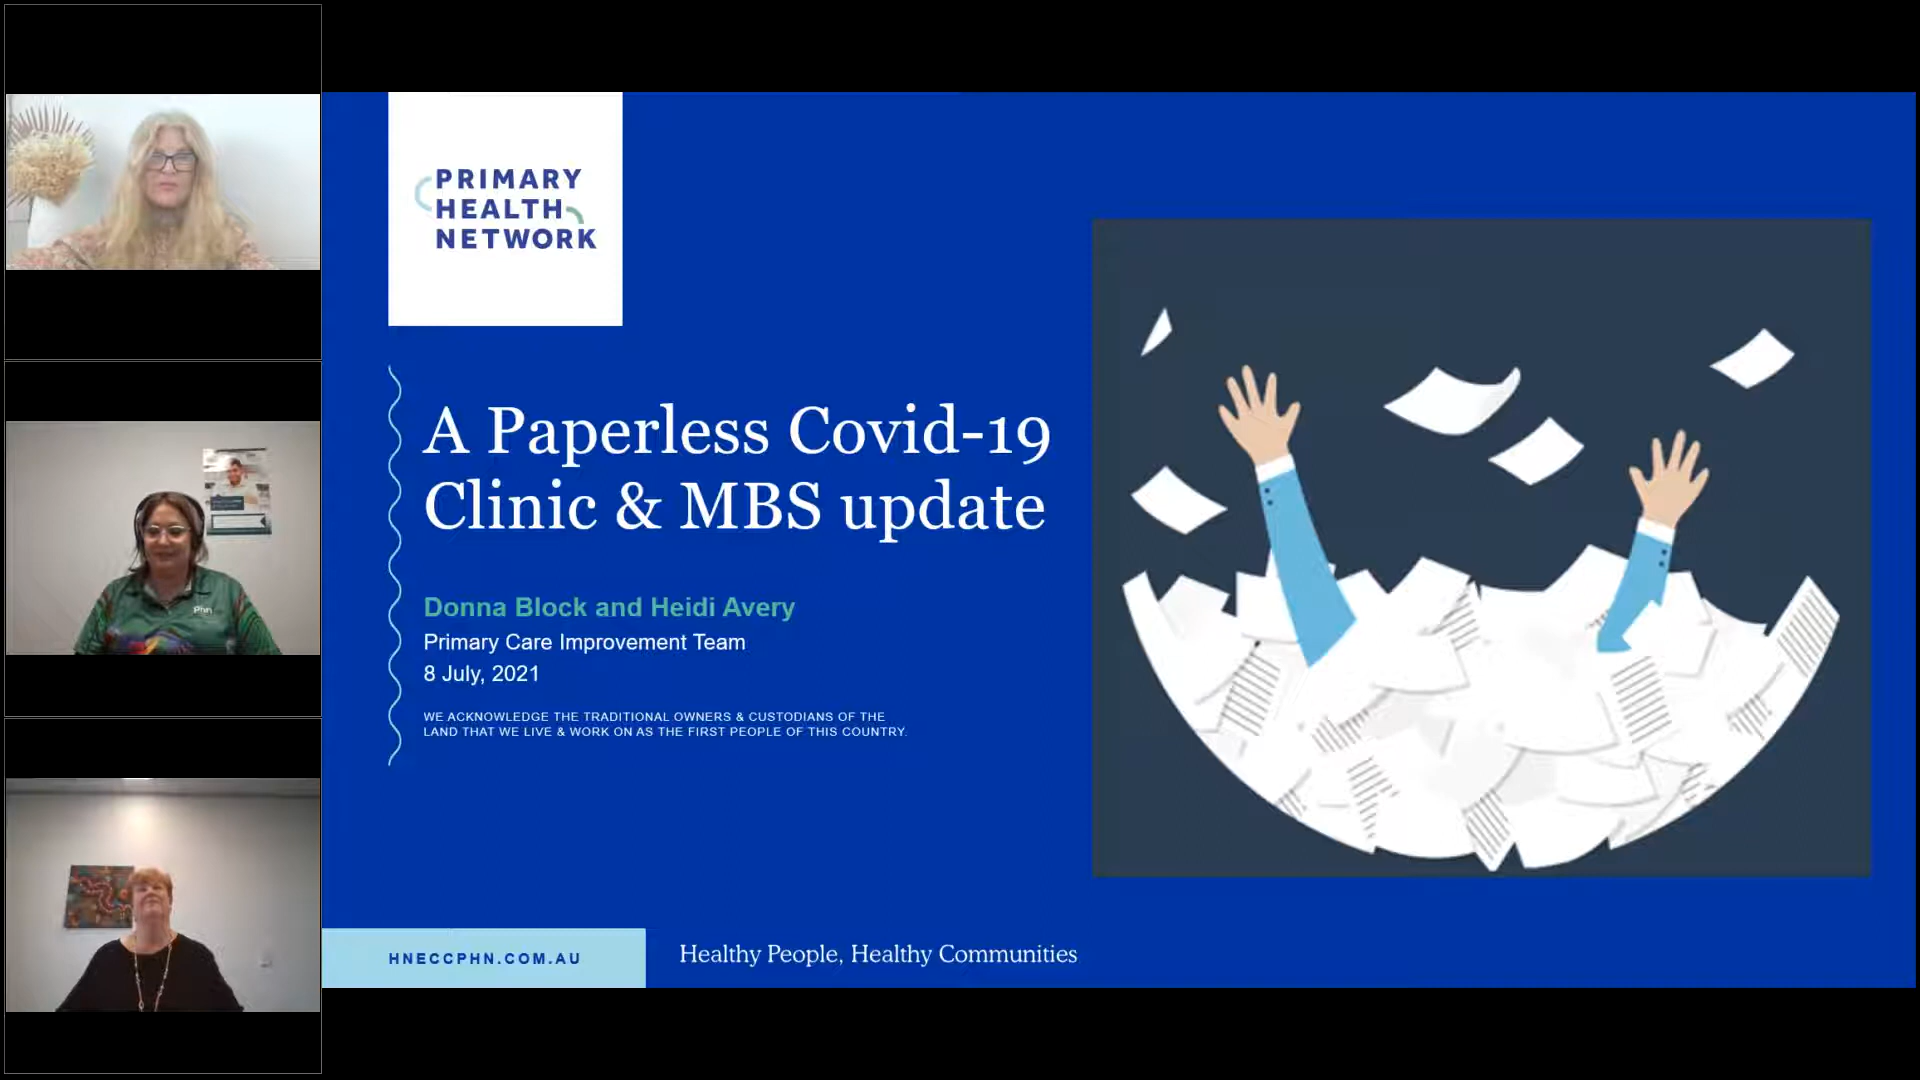 PRIMARY
HEALTH
NETWORK
A Paperless Covid-19
Clinic & MBS update
Donna Block and Heidi Avery
Primary Care Improvement Team
8 July, 2021
WE ACKNOWLEDGE THE TRADITIONAL OWNERS & CUSTODIANS OF THE
LAND THAT WE LIVE & WORK ON AS THE FIRST PEOPLE OF THIS COUNTRY.
HNECCPHN.COM.AU
Healthy People, Healthy Communities
Phn